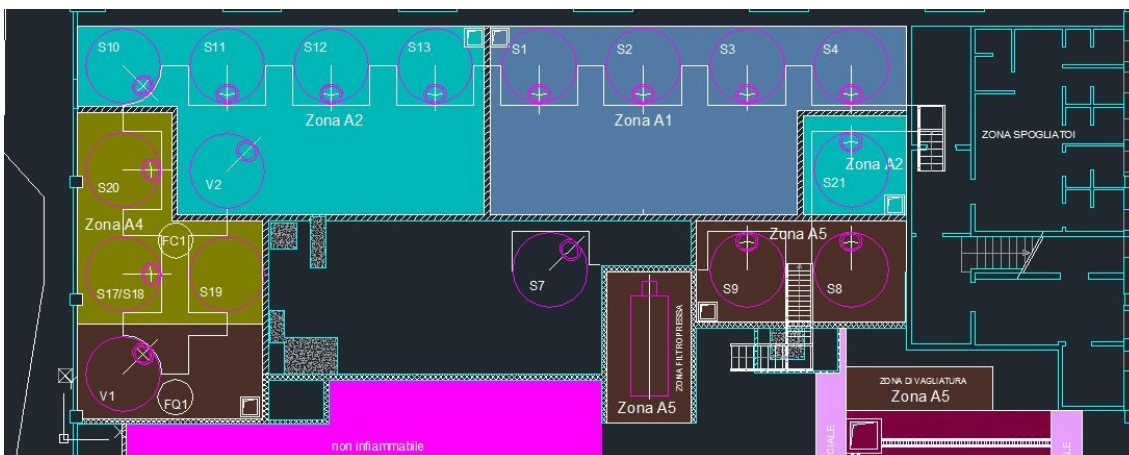 S10
S11
S12
S13
S1
S2
S3
S4
Zona A2
Zona A1
ZONA SPOGLIATOI
Zona A2
S20
V2
S21
Zona A4
FC1
Zona A5
S17/S18
S19
S7
S9
S8
ZONA FILTROPRESSA
V1
FQ1
Zona A5
ZONA DI VAGLIATURA
Zona A5
non infiammabile
CIALE
ALE